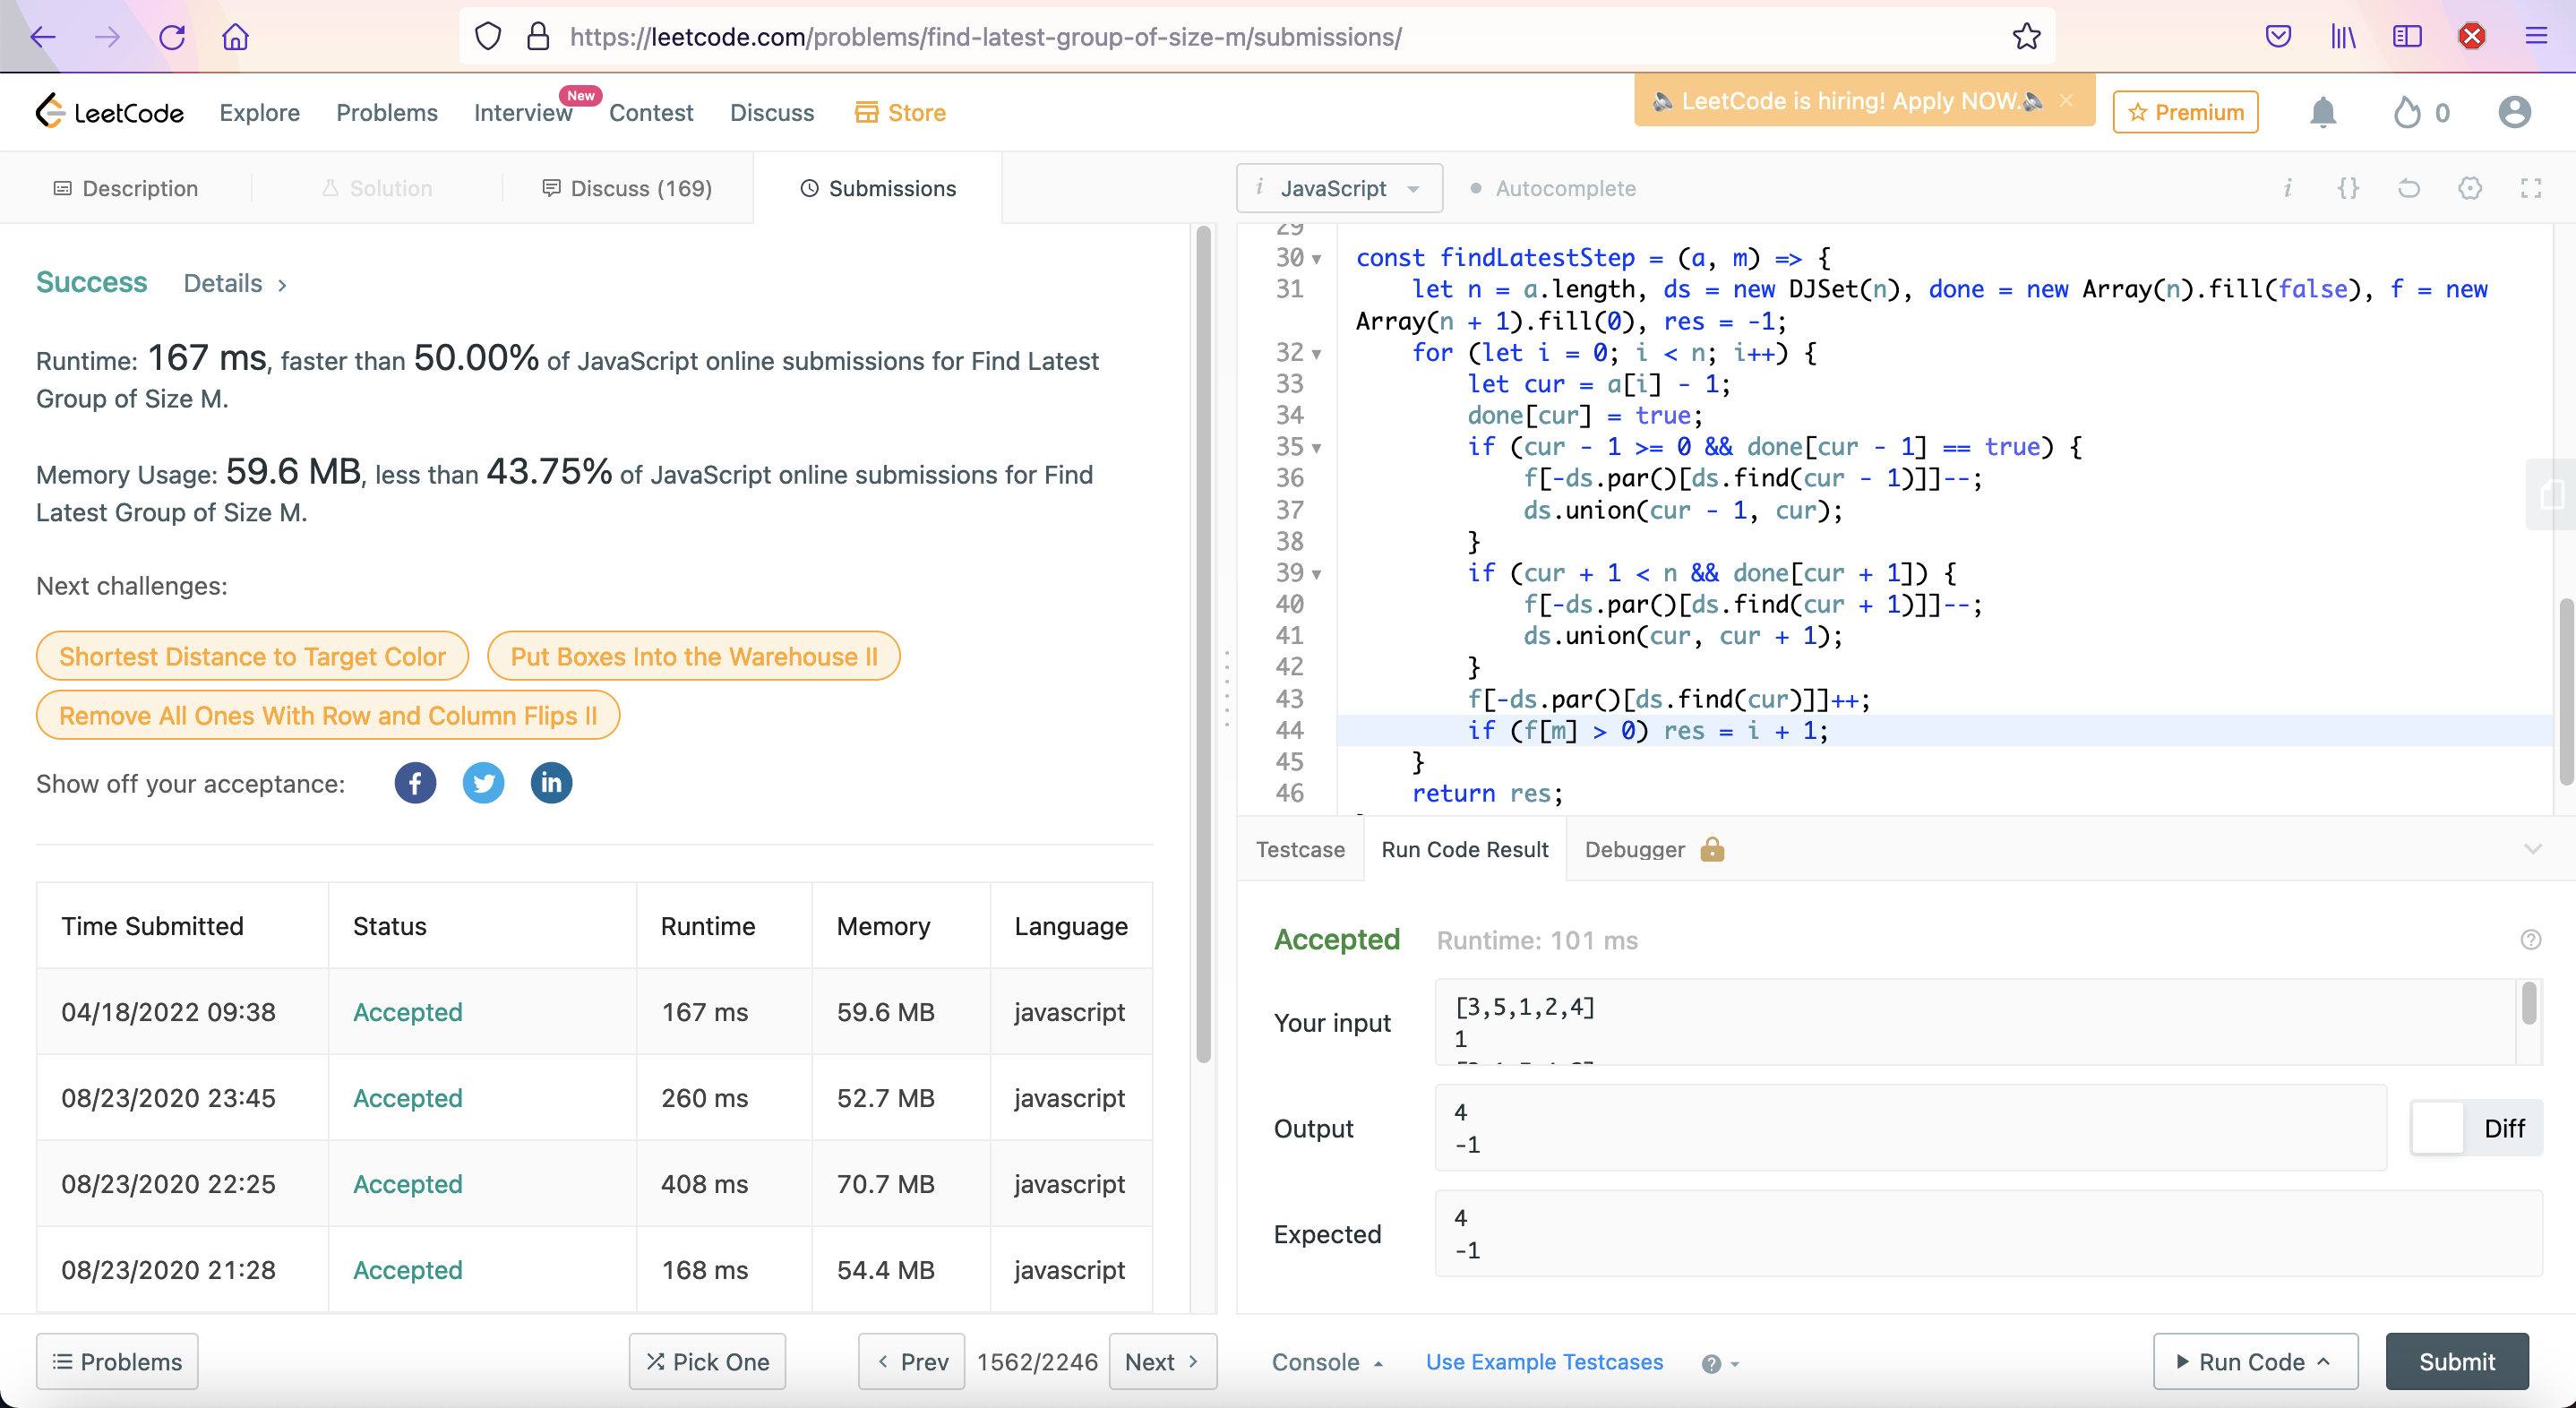 https://leetcode.com/problems/find-latest-group-of-size-m/submissions/
LeetCode Explore Problems Interview New Contest Discuss Store
LeetCode is hiring! Apply NOW. ×
Premium 0
Description Solution Discuss (169) Submissions
i JavaScript Autocomplete i {}
Success Details >
Runtime: 167 ms, faster than 50.00% of JavaScript online submissions for Find Latest
Group of Size M.
Memory Usage: 59.6 MB, less than 43.75% of JavaScript online submissions for Find
Latest Group of Size M.
Next challenges:
Shortest Distance to Target Color Put Boxes Into the Warehouse II
Remove All Ones With Row and Column Flips II
Show off your acceptance:
Time Submitted Status Runtime Memory Language
04/18/2022 09:38 Accepted 167 ms 59.6 MB javascript
08/23/2020 23:45 Accepted 260 ms 52.7 MB javascript
08/23/2020 22:25 Accepted 408 ms 70.7 MB javascript
08/23/2020 21:28 Accepted 168 ms 54.4 MB javascript
Problems Pick One < Prev 1562/2246 Next >
29
30 const findLatestStep = (a, m) => {
31 let n = a.length, ds = new DJSet(n), done = new Array(n).fill(false), f = new
Array(n + 1).fill(0), res = -1;
32 for (let i = 0; i < n; i++) {
33 let cur = a[i] - 1;
34 done[cur] = true;
35 if (cur - 1 >= 0 && done[cur - 1] == true) {
36 f[-ds.par()[ds.find(cur - 1)]]--;
37 ds.union(cur - 1, cur);
38 }
39 if (cur + 1 < n && done[cur + 1]) {
40 f[-ds.par()[ds.find(cur + 1)]]--;
41 ds.union(cur, cur + 1);
42 }
43 f[-ds.par()[ds.find(cur)]]++;
44 if (f[m] > 0) res = i + 1;
45 }
46 return res;
Testcase Run Code Result Debugger
Accepted Runtime: 101 ms
Your input
[3,5,1,2,4]
1
Output
4
-1
Diff
Expected
4
-1
Console Use Example Testcases Run Code Submit